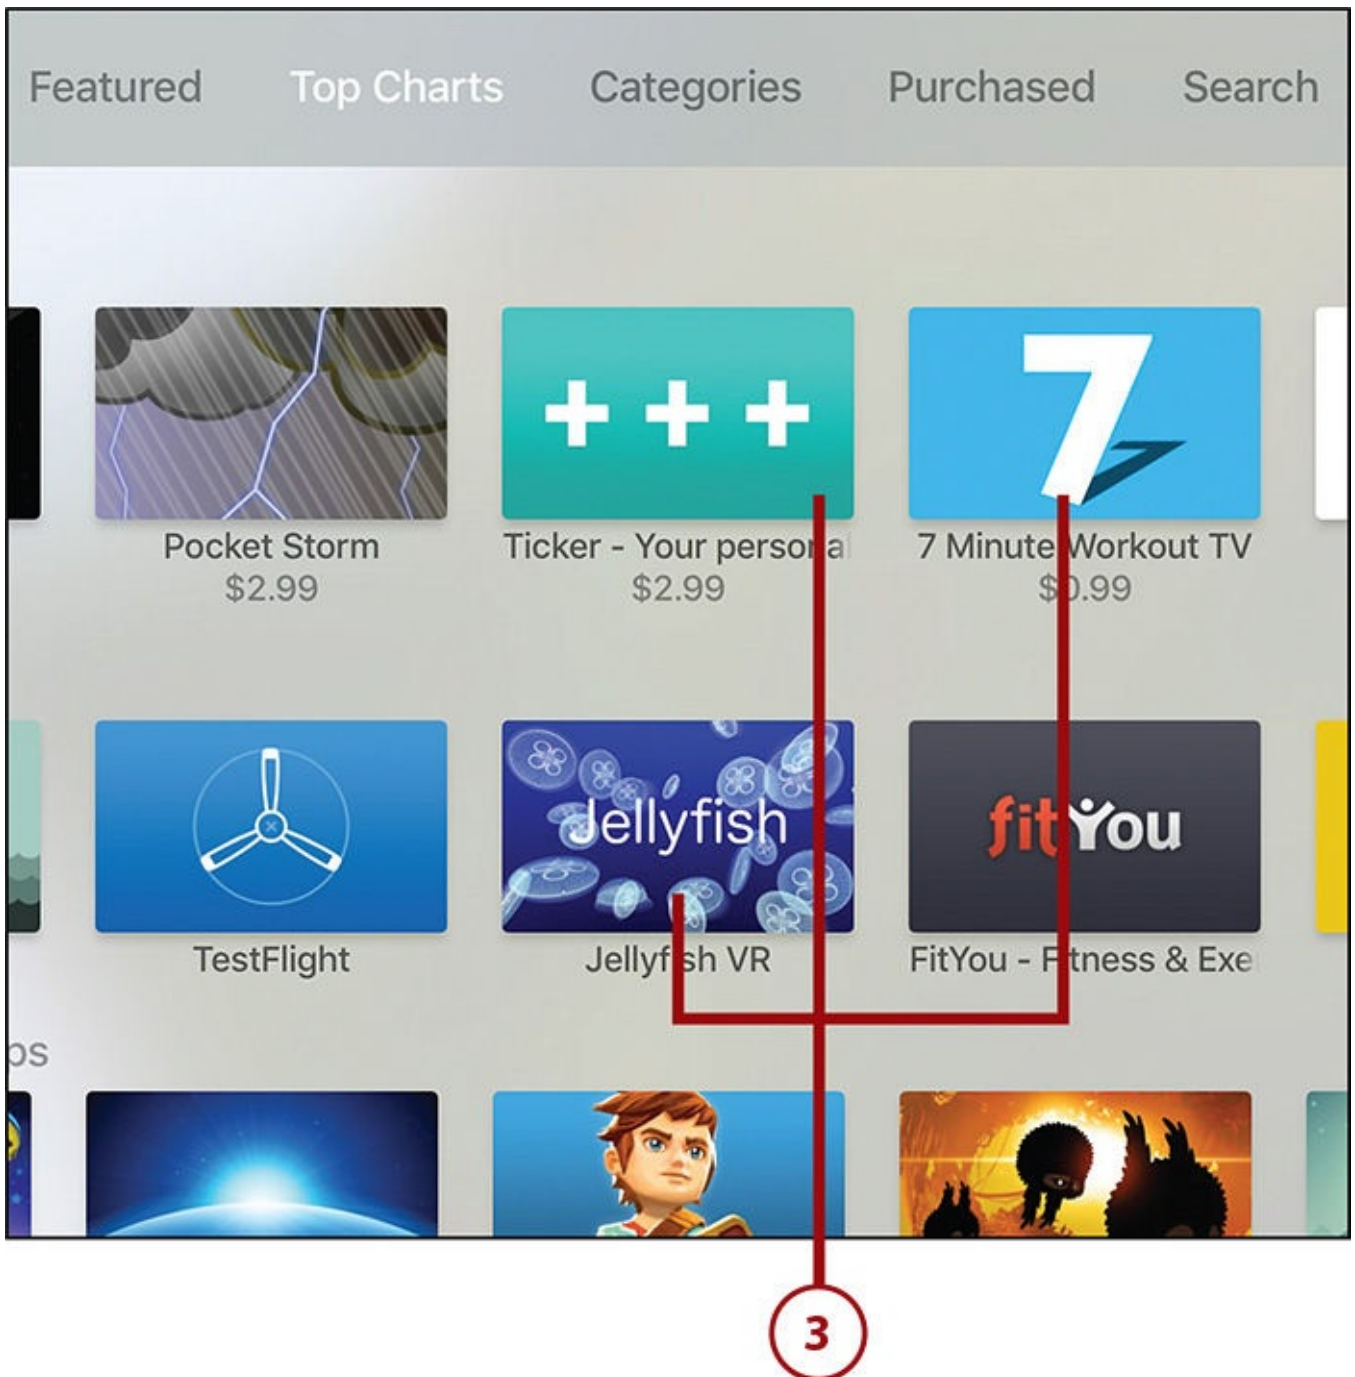 Featured Top Charts Categories Purchased Search
7
Pocket Storm Ticker - Your persona 7 Minute Workout TV
$2.99 $2.99 $0.99
Jellyfish fitYou
TestFlight Jellyfish VR FitYou - Fitness & Exe
ps
3